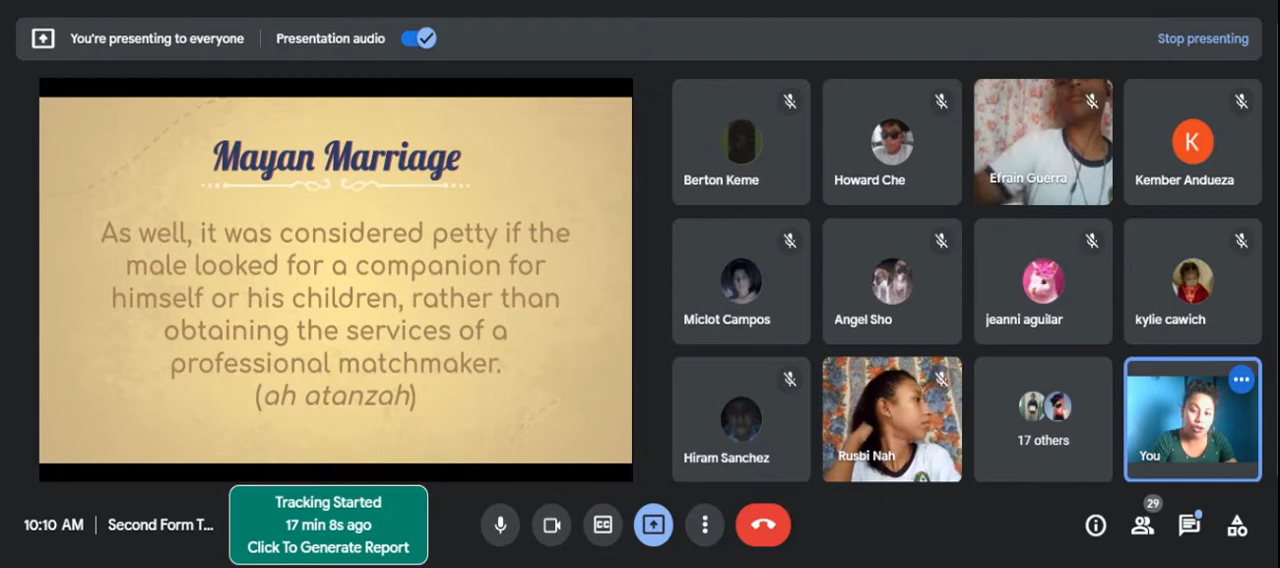 You're presenting to everyone
Presentation audio
Stop presenting
Mayan Marriage
As well, it was considered petty if the
male looked for a companion for
himself or his children, rather than
obtaining the services of a
professional matchmaker.
(ah atanzah)
Berton Keme
Howard Che
Efrain Guerra
K
Kember Andueza
Miclot Campos
Angel Sho
jeanni aguilar
kylie cawich
Hiram Sanchez
Rusbi Nah
17 others
You
10:10 AM
Second Form T...
Tracking Started
17 min 8s ago
Click To Generate Report
CC
29